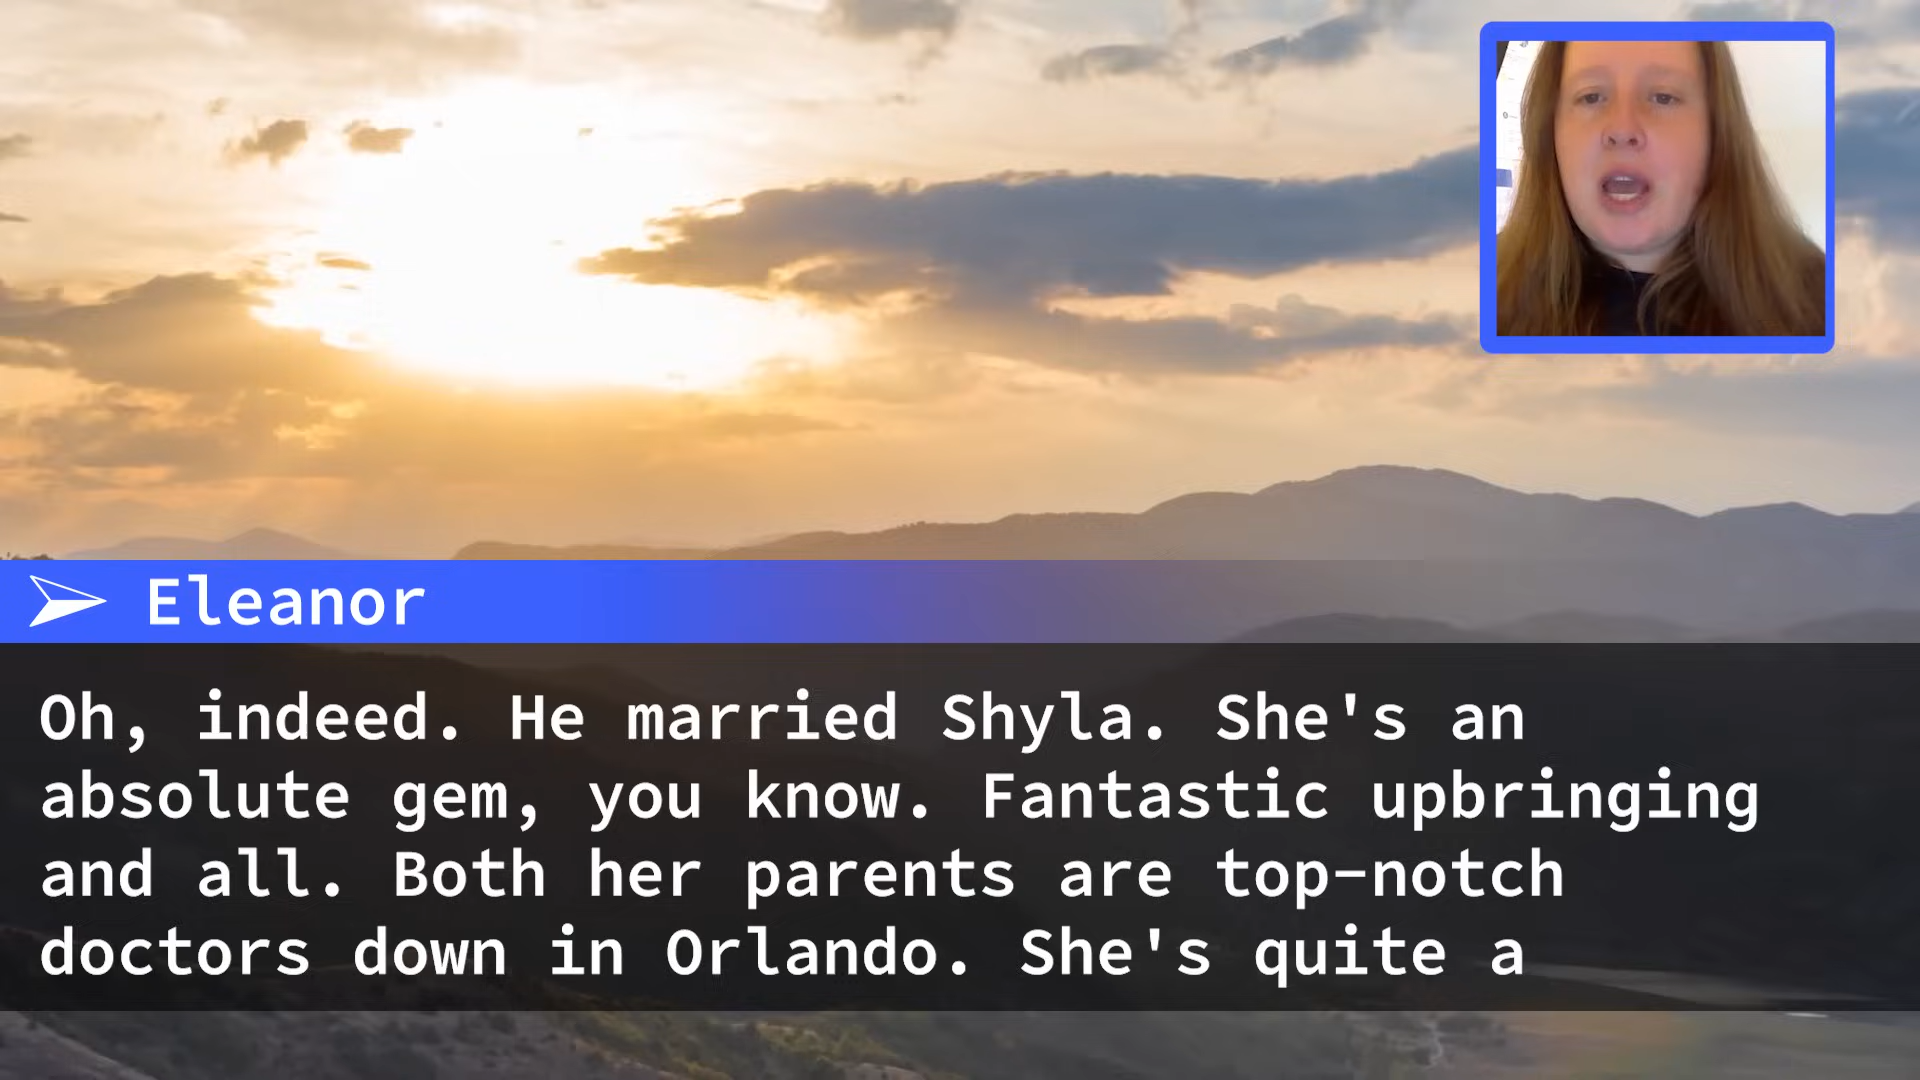 Eleanor
Oh, indeed. He married Shyla. She's an
absolute gem, you know. Fantastic upbringing
and all. Both her parents are top-notch
doctors down in Orlando. She's quite a